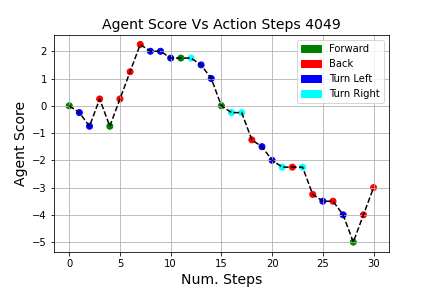 Agent Score Vs Action Steps 4049
Agent Score
2
1
0
−1
−2
−3
−4
−5
Forward
Back
Turn Left
Turn Right
0 5 10 15 20 25 30
Num. Steps